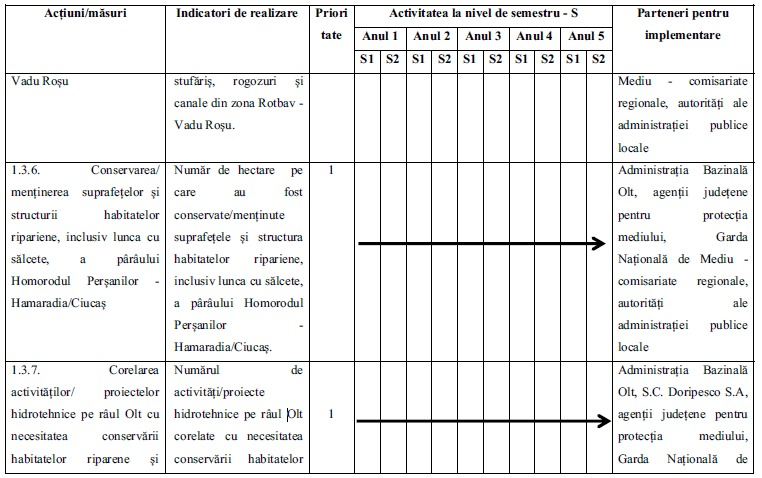 Acțiuni/măsuri
Indicatori de realizare
Priori
tate
Activitatea la nivel de semestru - S
Anul 1 Anul 2 Anul 3 Anul 4 Anul 5
S1 S2 S1 S2 S1 S2 S1 S2 S1 S2
Parteneri pentru
implementare
Vadu Roșu
stufăriș, rogozuri și
canale din zona Rotbav -
Vadu Roșu.
Mediu - comisariate
regionale, autorități ale
administrației publice
locale
1.3.6. Conservarea/
menținerea suprafețelor și
structurii habitatelor
ripariene, inclusiv lunca cu
sălcete, a pârâului
Homorodul Perșanilor -
Hamaradia/Ciucaș
Număr de hectare pe
care au fost
conservate/menținute
suprafețele și structura
habitatelor ripariene,
inclusiv lunca cu sălcete,
a pârâului Homorodul
Perșanilor -
Hamaradia/Ciucaș.
1
Administrația Bazinală
Olt, agenții județene
pentru protecția
mediului, Garda
Națională de Mediu -
comisariate regionale,
autorități ale
administrației publice
locale
1.3.7. Corelarea
activităților/ proiectelor
hidrotehnice pe râul Olt cu
necesitatea conservării
habitatelor riparene și
Numărul de
activități/proiecte
hidrotehnice pe râul Olt
corelate cu necesitatea
conservării habitatelor
1
Administrația Bazinală
Olt, S.C. Doripesco S.A,
agenții județene pentru
protecția mediului,
Garda Națională de